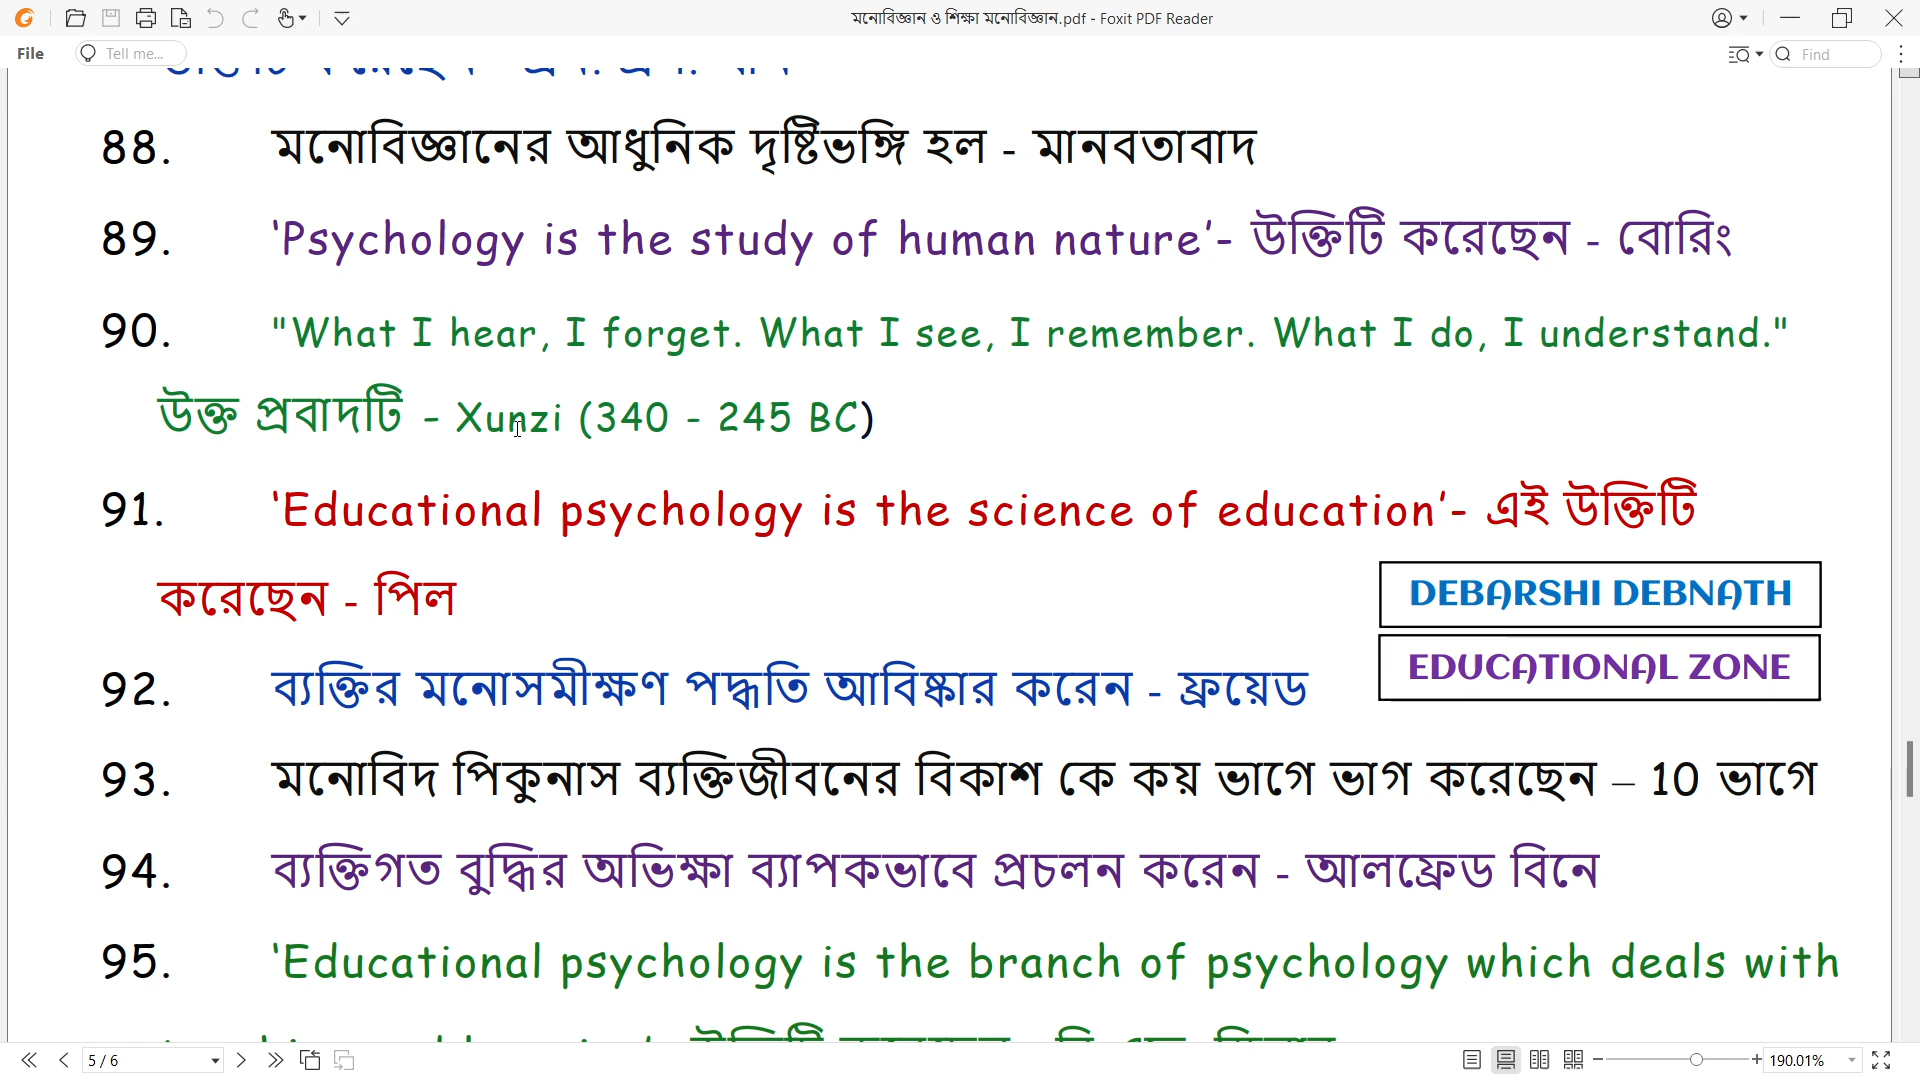 মনোবিজ্ঞান ও শিক্ষা মনোবিজ্ঞান.pdf - Foxit PDF Reader
File
Tell me...
Find
88. মনোবিজ্ঞানের আধুনিক দৃষ্টিভঙ্গি হল - মানবতাবাদ
89. 'Psychology is the study of human nature'- উক্তিটি করেছেন - বোরিং
90. "What I hear, I forget. What I see, I remember. What I do, I understand."
উক্ত প্রবাদটি - Xunzi (340 - 245 BC)
91. 'Educational psychology is the science of education'- এই উক্তিটি
করেছেন - পিল
DEBARSHI DEBNATH
EDUCATIONAL ZONE
92. ব্যক্তির মনোসমীক্ষণ পদ্ধতি আবিষ্কার করেন - ফ্রয়েড
93. মনোবিদ পিকুনাস ব্যক্তিজীবনের বিকাশ কে কয় ভাগে ভাগ করেছেন – 10 ভাগে
94. ব্যক্তিগত বুদ্ধির অভিক্ষা ব্যাপকভাবে প্রচলন করেন - আলফ্রেড বিনে
95. 'Educational psychology is the branch of psychology which deals with
5 / 6
190.01%